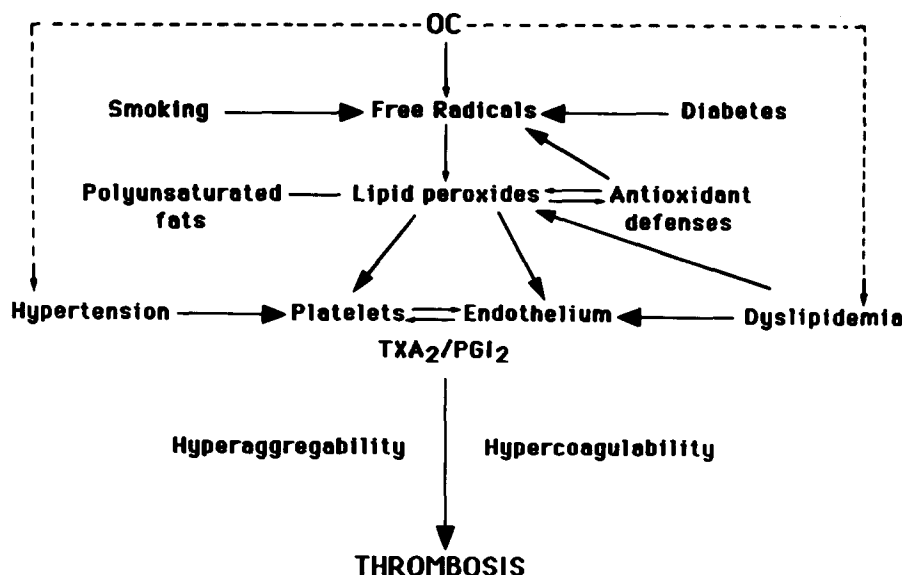 OC
Smoking
Free Radicals
Diabetes
Polyunsaturated
fats
Lipid peroxides
Antioxidant
defenses
Hypertension
Platelets
Endothelium
Dyslipidemia
TXA2/PGI2
Hyperaggregability
Hypercoagulability
THROMBOSIS